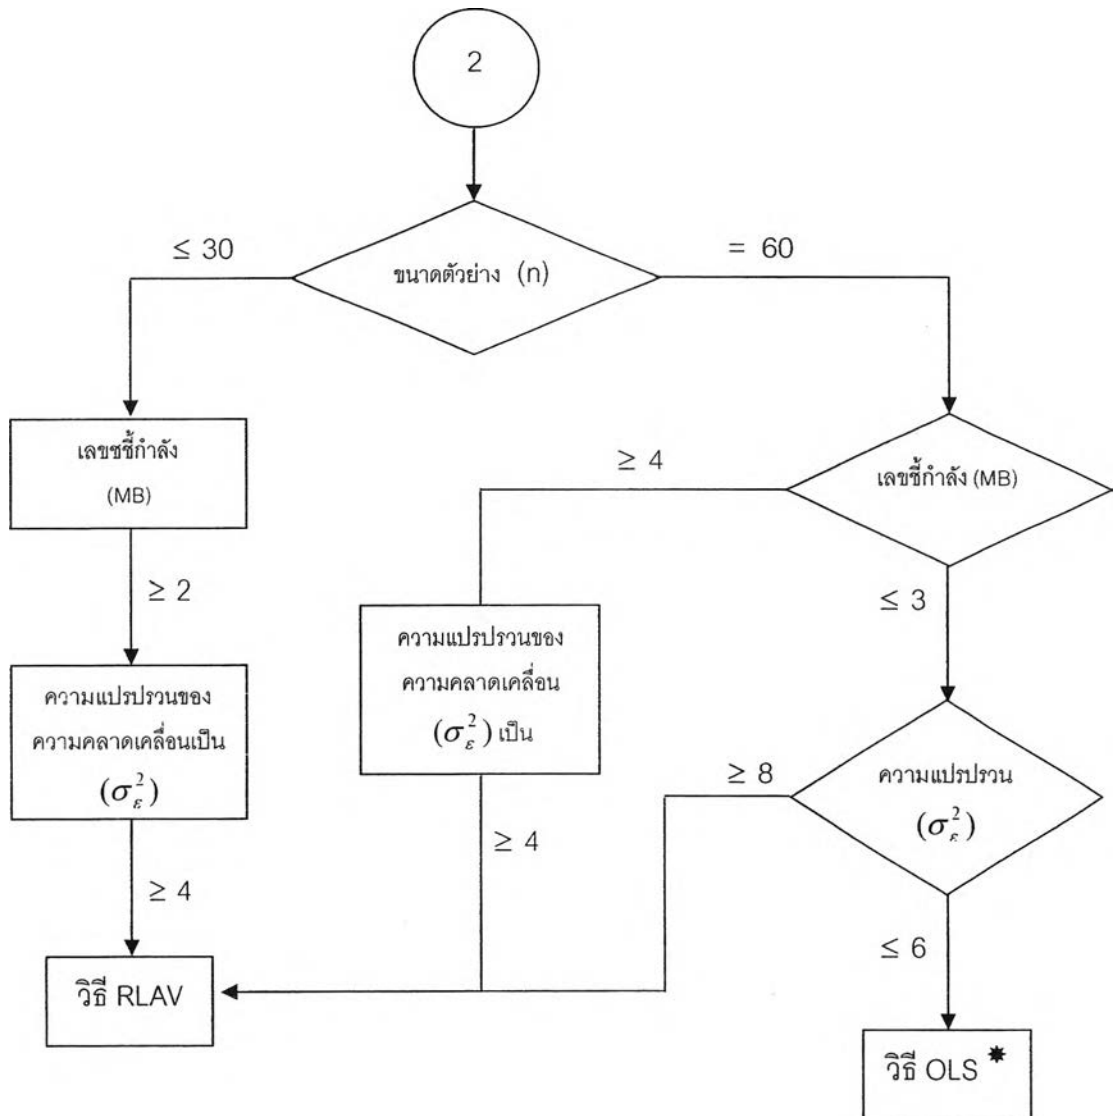 2
≤ 30
= 60
ขนาดตัวอย่าง (n)
เลขชชี้กำลัง
(MB)
≥ 4
เลขชี้กำลัง (MB)
≥ 2
≤ 3
ความแปรปรวนของ
ความคลาดเคลื่อนเป็น
(σ²ε)
ความแปรปรวนของ
ความคลาดเคลื่อน
(σ²ε) เป็น
≥ 8
ความแปรปรวน
(σ²ε)
≥ 4
≥ 4
≤ 6
วิธี RLAV
วิธี OLS *